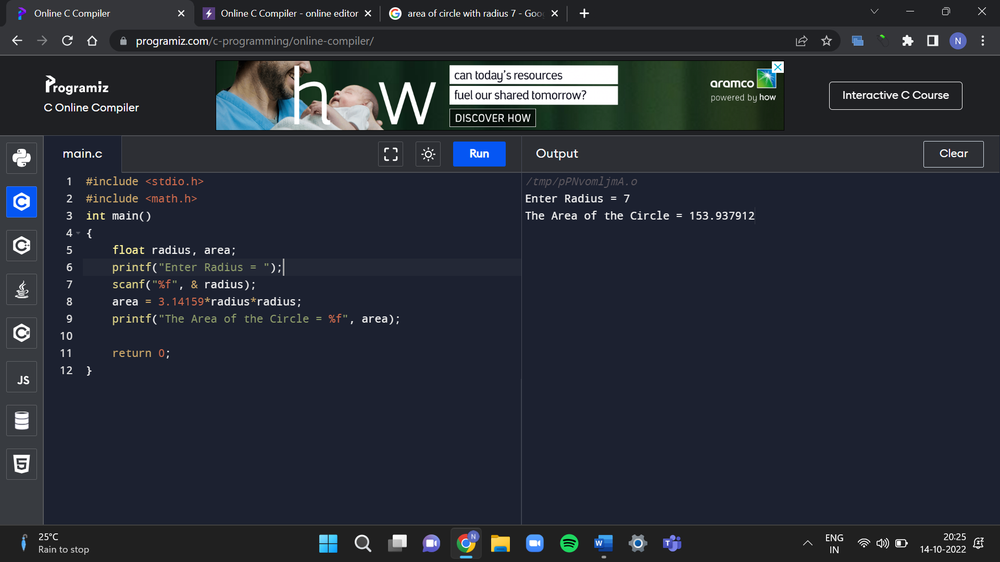 Online C Compiler
Online C Compiler - online editor
area of circle with radius 7 - Goo
programiz.com/c-programming/online-compiler/
N
Programiz
C Online Compiler
how
can today's resources
fuel our shared tomorrow?
DISCOVER HOW
aramco
powered by how
Interactive C Course
main.c
Run
Output
Clear
1 #include <stdio.h>
2 #include <math.h>
3 int main()
4 {
5 float radius, area;
6 printf("Enter Radius = ");
7 scanf("%f", & radius);
8 area = 3.14159*radius*radius;
9 printf("The Area of the Circle = %f", area);
10
11 return 0;
12 }
/tmp/pPNvomljmA.o
Enter Radius = 7
The Area of the Circle = 153.937912
C
C++
C#
JS
5
25°C
Rain to stop
N
W
T
ENG
IN
20:25
14-10-2022